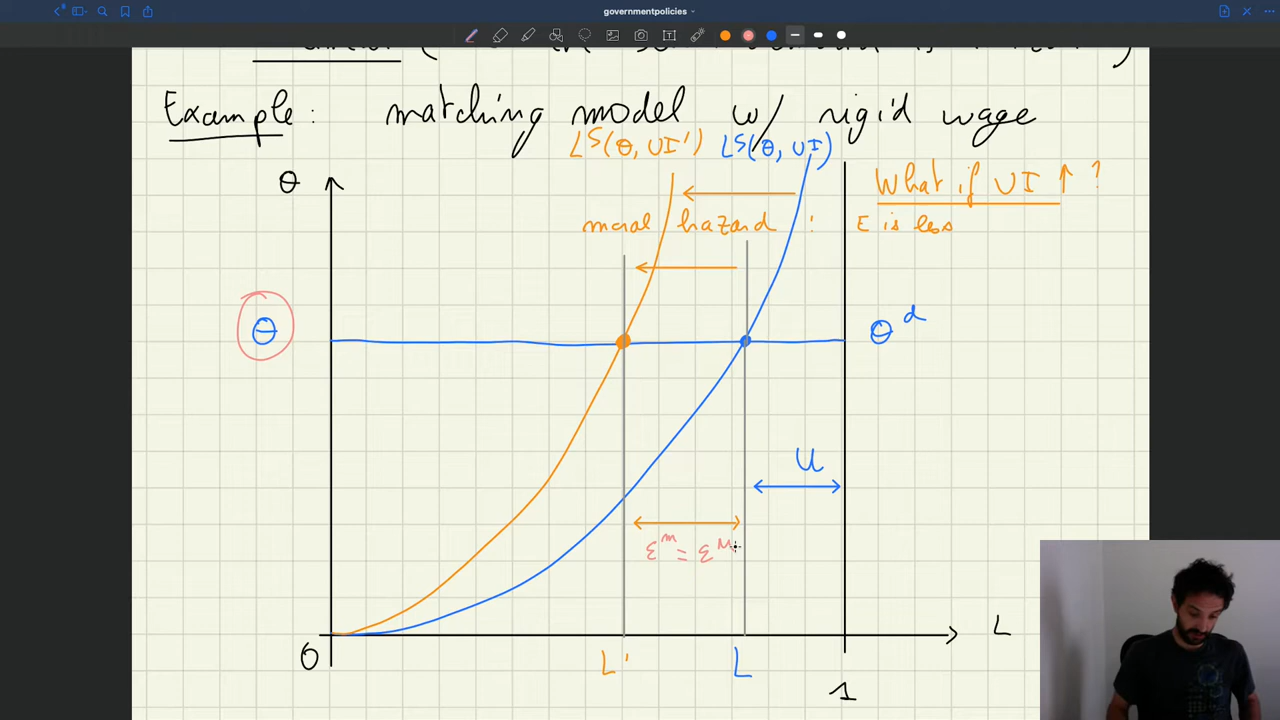 governmentpolicies
Example: matching model w/ rigid wage
L^S(θ, UI') L^S(θ, UI)
What if UI ↑ ?
moral hazard : E is less
θ
θ
θ^d
U
ε^m = ε^M
0
L' L
L
1